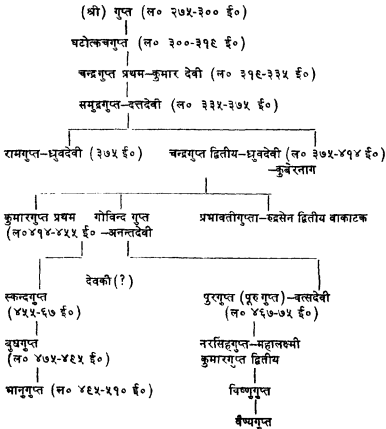 (श्री) गुप्त (ल० २७५-३०० ई०)
घटोत्कचगुप्त (ल० ३००-३१९ ई०)
चन्द्रगुप्त प्रथम—कुमार देवी (ल० ३१९-३३५ ई०)
समुद्रगुप्त—दत्तदेवी (ल० ३३५-३७५ ई०)
रामगुप्त—ध्रुवदेवी (३७५ ई०) चन्द्रगुप्त द्वितीय—ध्रुवदेवी (ल० ३७५-४१४ ई०)
—कुबेरनाग
कुमारगुप्त प्रथम गोविन्द गुप्त प्रभावतीगुप्ता—रुद्रसेन द्वितीय वाकाटक
(ल०४१४-४५५ ई० —अनन्तदेवी
देवकी (?)
स्कन्दगुप्त पुरगुप्त (पूरु गुप्त)—वत्सदेवी
(४५५-६७ ई०) (ल० ४६७-७५ ई०)
बुधगुप्त नरसिंहगुप्त—महालक्ष्मी
(ल० ४७५-४९५ ई०) कुमारगुप्त द्वितीय
भानुगुप्त (ल० ४९५-५१० ई०) विष्णुगुप्त
वैण्यगुप्त